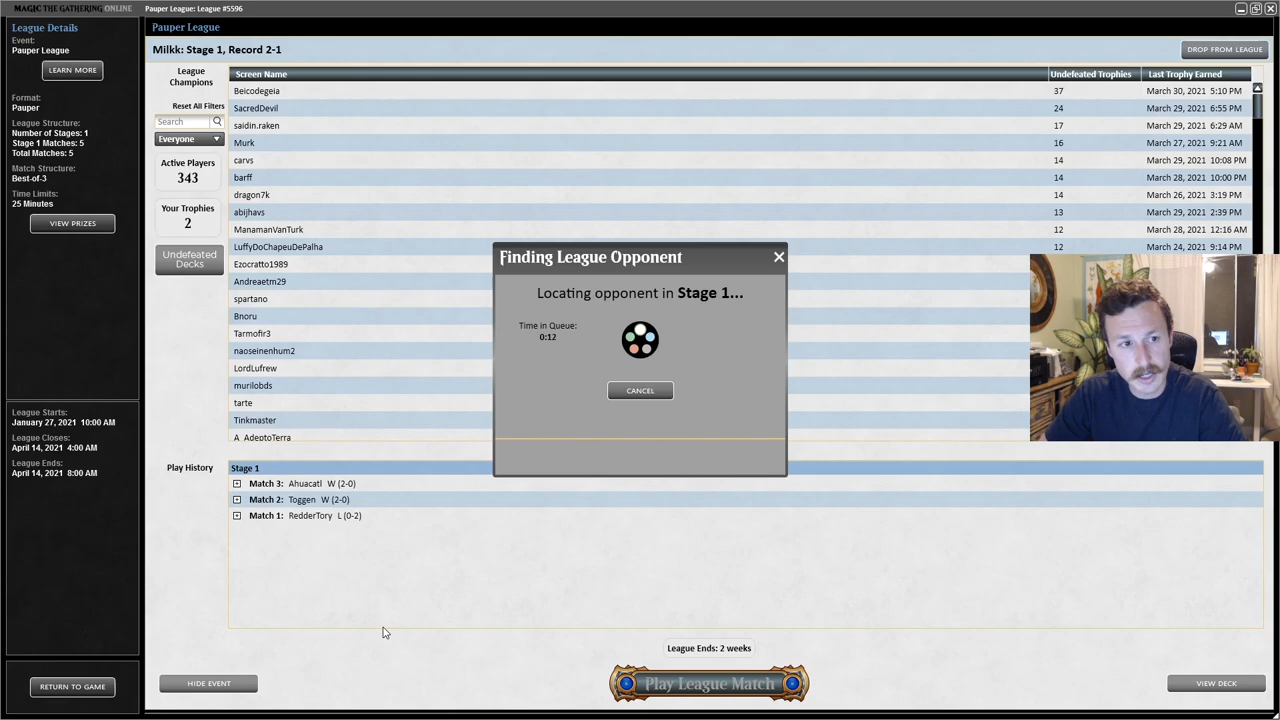 MAGIC THE GATHERING ONLINE
Pauper League: League #5596
League Details
Event:
Pauper League
LEARN MORE
Format:
Pauper
League Structure:
Number of Stages: 1
Stage 1 Matches: 5
Total Matches: 5
Match Structure:
Best-of-3
Time Limits:
25 Minutes
VIEW PRIZES
League Starts:
January 27, 2021 10:00 AM
League Closes:
April 14, 2021 4:00 AM
League Ends:
April 14, 2021 8:00 AM
RETURN TO GAME
Pauper League
Milkk: Stage 1, Record 2-1
DROP FROM LEAGUE
League
Champions
Reset All Filters
Search
Everyone
Active Players
343
Your Trophies
2
Undefeated
Decks
Screen Name Undefeated Trophies Last Trophy Earned
Beicodegeia 37 March 30, 2021 5:10 PM
SacredDevil 24 March 29, 2021 6:55 PM
saidin.raken 17 March 29, 2021 6:29 AM
Murk 16 March 27, 2021 9:21 AM
carvs 14 March 29, 2021 10:08 PM
barff 14 March 28, 2021 10:00 PM
dragon7k 14 March 26, 2021 3:19 PM
abijhavs 13 March 29, 2021 2:39 PM
ManamanVanTurk 12 March 28, 2021 12:16 AM
LuffyDoChapeuDePalha 12 March 24, 2021 9:14 PM
Ezocratto1989
Andreaetm29
spartano
Bnoru
Tarmofir3
naoseinenhum2
LordLufrew
murilobds
tarte
Tinkmaster
A_AdeptoTerra
Finding League Opponent
Locating opponent in Stage 1...
Time in Queue:
0:12
CANCEL
Play History
Stage 1
Match 3: Ahuacatl W (2-0)
Match 2: Toggen W (2-0)
Match 1: RedderTory L (0-2)
League Ends: 2 weeks
HIDE EVENT
Play League Match
VIEW DECK